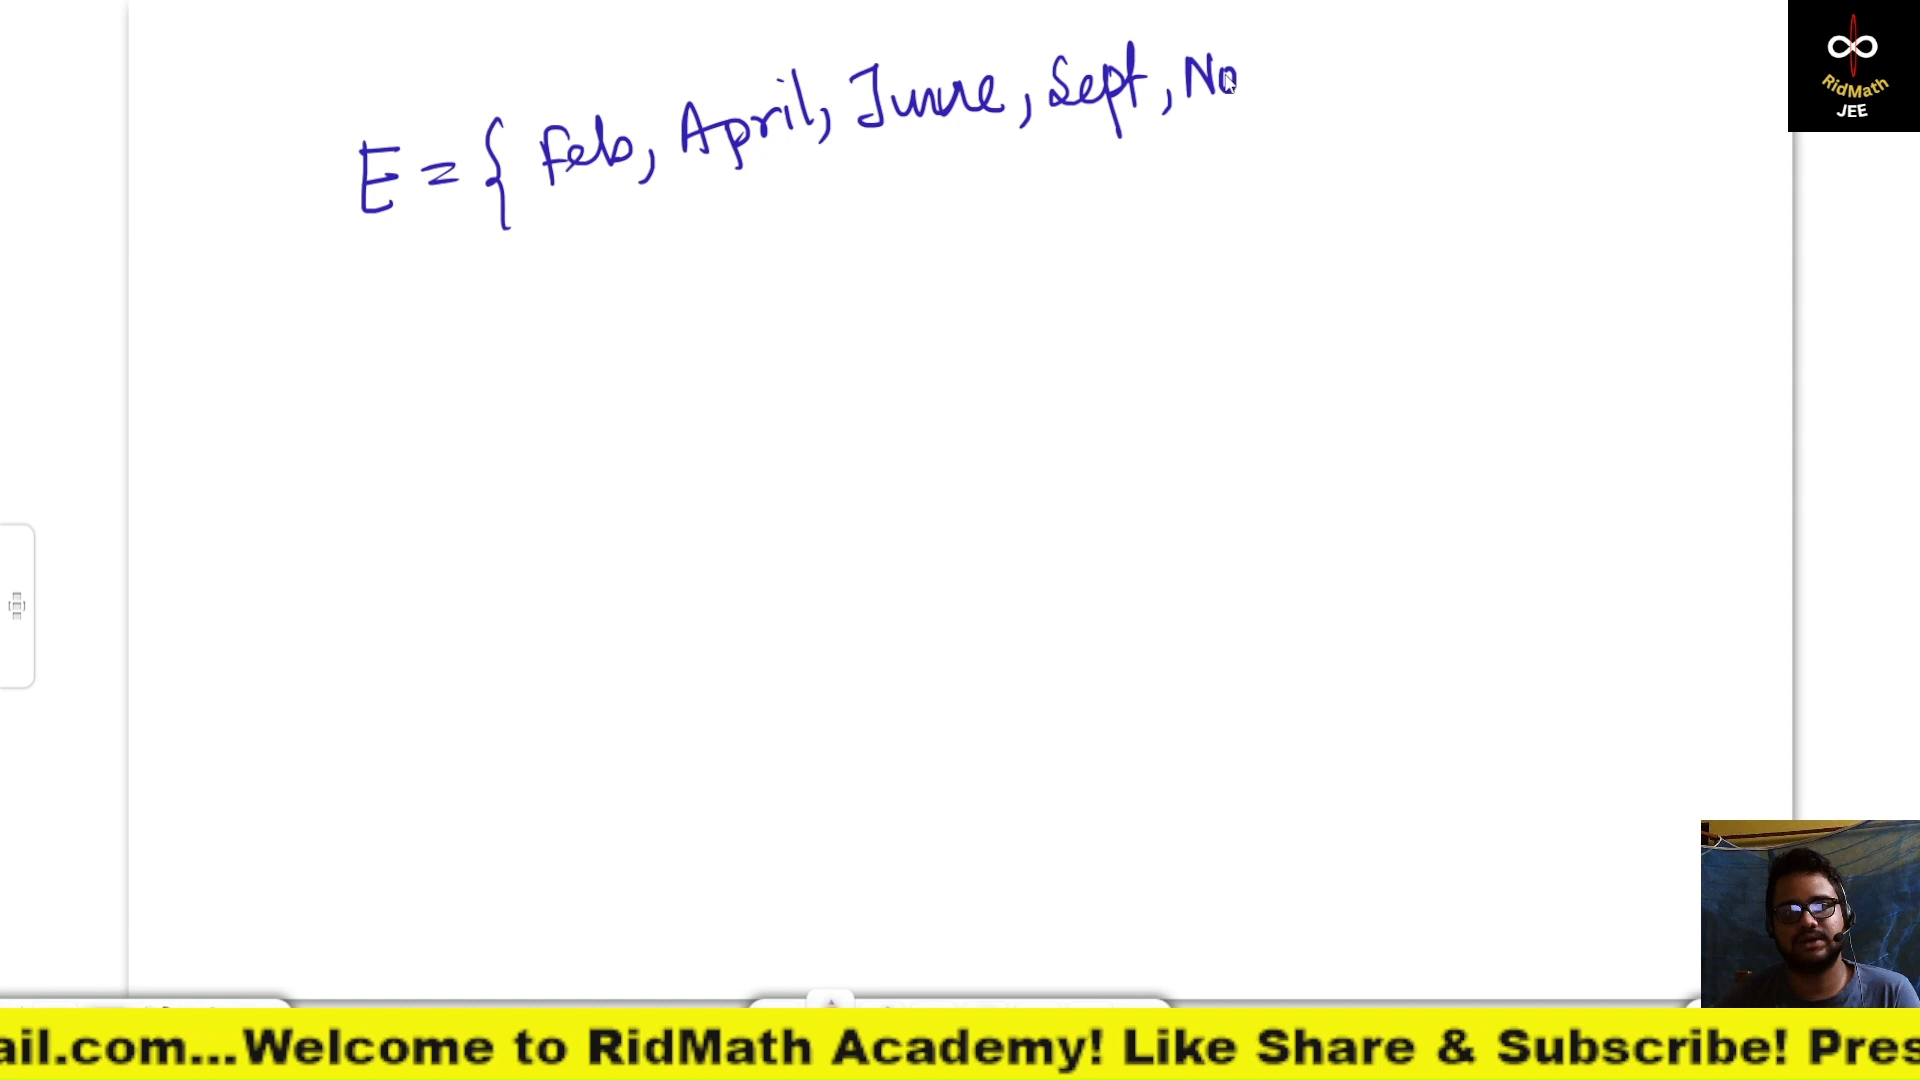 E = { Feb, April, June, Sept, No
RidMath
JEE
ail.com...Welcome to RidMath Academy! Like Share & Subscribe! Pres